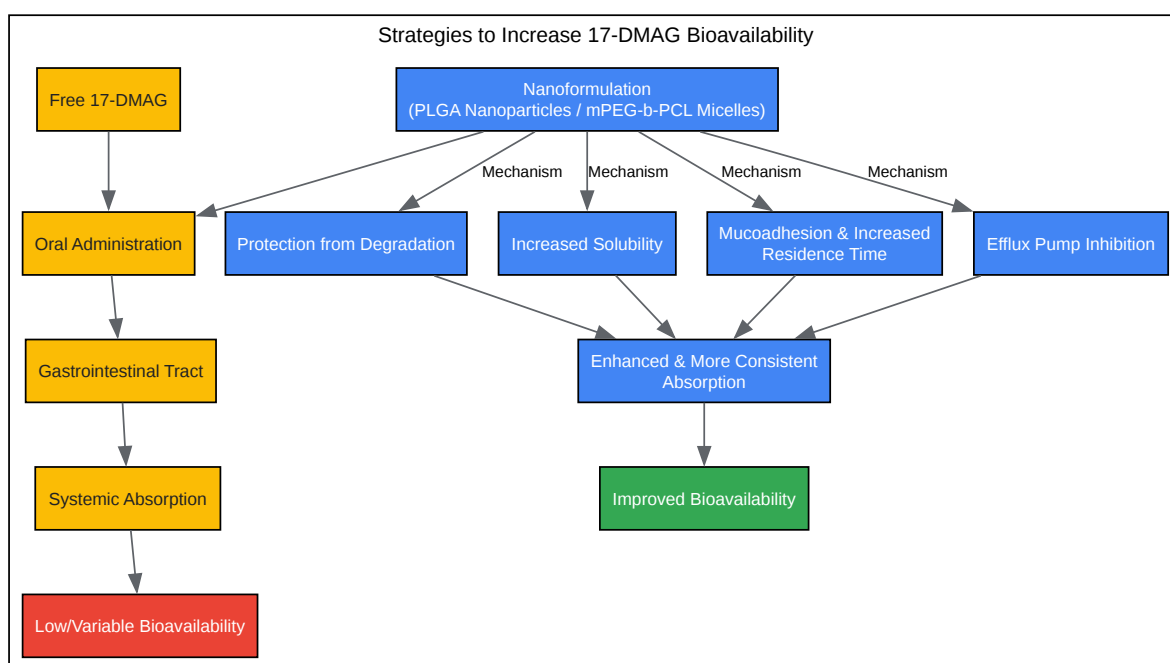 Strategies to Increase 17-DMAG Bioavailability
Free 17-DMAG
Nanoformulation
(PLGA Nanoparticles / mPEG-b-PCL Micelles)
Mechanism
Mechanism
Mechanism
Mechanism
Oral Administration
Protection from Degradation
Increased Solubility
Mucoadhesion & Increased
Residence Time
Efflux Pump Inhibition
Gastrointestinal Tract
Enhanced & More Consistent
Absorption
Systemic Absorption
Improved Bioavailability
Low/Variable Bioavailability